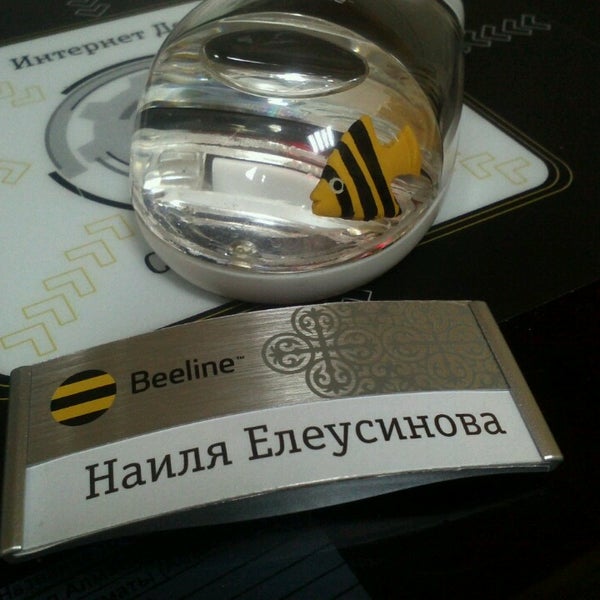 Интернет
Beeline™
Наиля Елеусинова